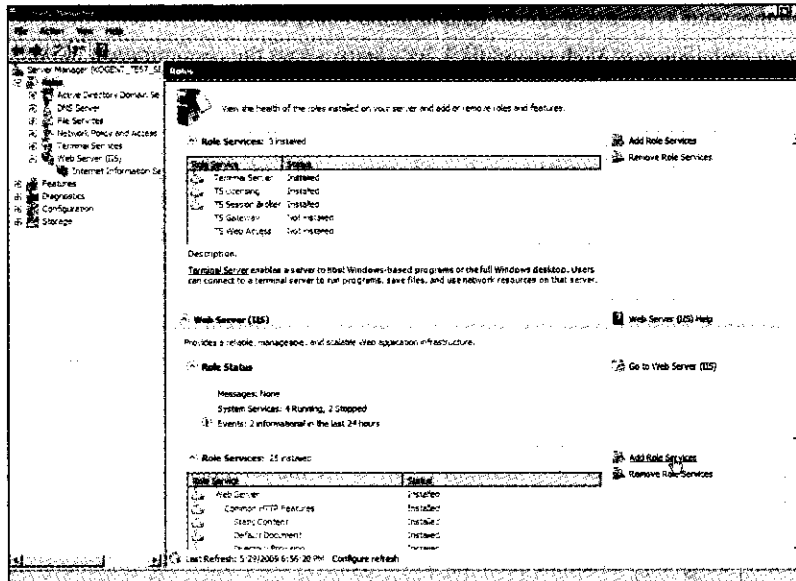 File Action View Help
Server Manager (KOGENT_TEST_SE
Roles
Active Directory Domain Se
DNS Server
File Services
Network Policy and Access
Terminal Services
Web Server (IIS)
Internet Information Se
Features
Diagnostics
Configuration
Storage
Roles
View the health of the roles installed on your server and add or remove roles and features.
Role Services: 3 installed
Add Role Services
Remove Role Services
Role Service Status
Terminal Server Installed
TS Licensing Installed
TS Session Broker Installed
TS Gateway Not installed
TS Web Access Not installed
Description:
Terminal Server enables a server to host Windows-based programs or the full Windows desktop. Users
can connect to a terminal server to run programs, save files, and use network resources on that server.
Web Server (IIS)
Web Server (IIS) Help
Provides a reliable, manageable, and scalable Web application infrastructure.
Role Status
Go to Web Server (IIS)
Messages: None
System Services: 4 Running, 2 Stopped
Events: 2 informational in the last 24 hours
Role Services: 25 installed
Add Role Services
Remove Role Services
Role Service Status
Web Server Installed
Common HTTP Features Installed
Static Content Installed
Default Document Installed
Directory Browsing Installed
Last Refresh: 5/29/2009 6:56:20 PM Configure refresh